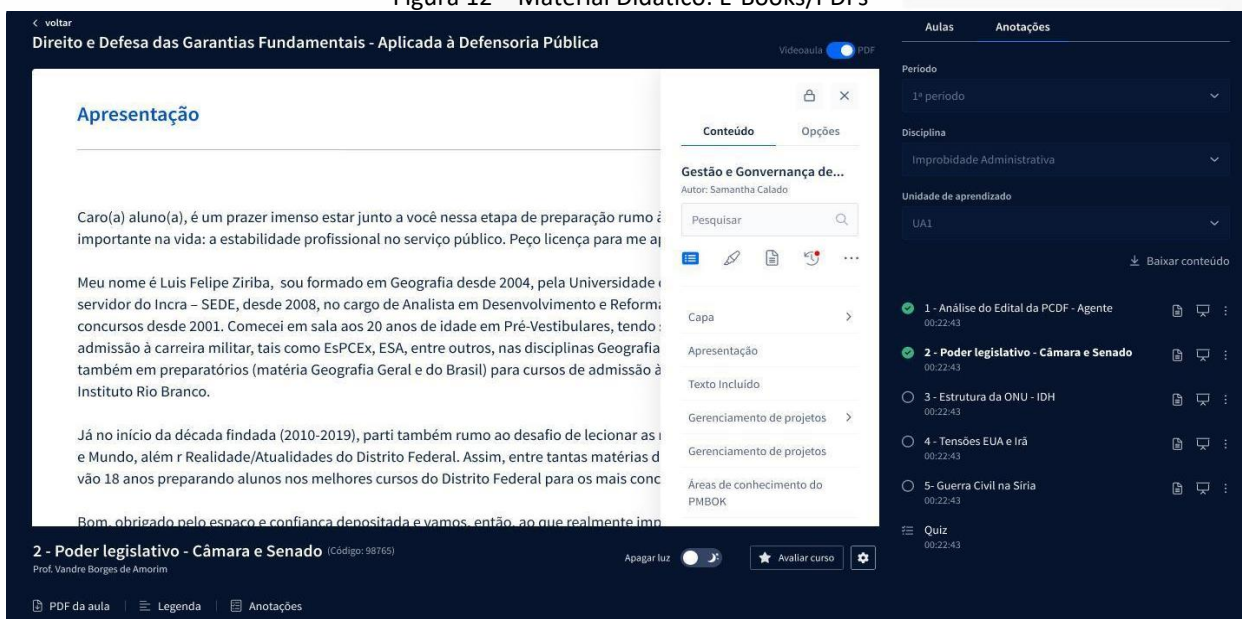 Figura 12 – Material Didático: E-Books/PDFs
voltar
Direito e Defesa das Garantias Fundamentais - Aplicada à Defensoria Pública
Videoaula PDF
Apresentação
Caro(a) aluno(a), é um prazer imenso estar junto a você nessa etapa de preparação rumo
importante na vida: a estabilidade profissional no serviço público. Peço licença para me
Meu nome é Luis Felipe Ziriba, sou formado em Geografia desde 2004, pela Universidade
servidor do Incra – SEDE, desde 2008, no cargo de Analista em Desenvolvimento e
concursos desde 2001. Comecei em sala aos 20 anos de idade em Pré-Vestibulares, tendo
admissão à carreira militar, tais como EsPCEx, ESA, entre outros, nas disciplinas Geografia
também em preparatórios (matéria Geografia Geral e do Brasil) para cursos de admissão à
Instituto Rio Branco.
Já no início da década findada (2010-2019), parti também rumo ao desafio de lecionar as
e Mundo, além r Realidade/Atualidades do Distrito Federal. Assim, entre tantas matérias
vão 18 anos preparando alunos nos melhores cursos do Distrito Federal para os mais
Bom, obrigado pelo espaço e confiança depositada e vamos, então, ao que realmente
Conteúdo Opções
Gestão e Gonvernança de...
Autor: Samantha Calado
Pesquisar
Capa
Apresentação
Texto Incluído
Gerenciamento de projetos
Gerenciamento de projetos
Áreas de conhecimento do
PMBOK
2 - Poder legislativo - Câmara e Senado (Código: 98765)
Prof. Vandre Borges de Amorim
Apagar luz
Avaliar curso
PDF da aula Legenda Anotações
Aulas Anotações
Período
1º período
Disciplina
Improbidade Administrativa
Unidade de aprendizado
UA1
Baixar conteúdo
1 - Análise do Edital da PCDF - Agente
00:22:43
2 - Poder legislativo - Câmara e Senado
00:22:43
3 - Estrutura da ONU - IDH
00:22:43
4 - Tensões EUA e Irã
00:22:43
5- Guerra Civil na Síria
00:22:43
Quiz
00:22:43